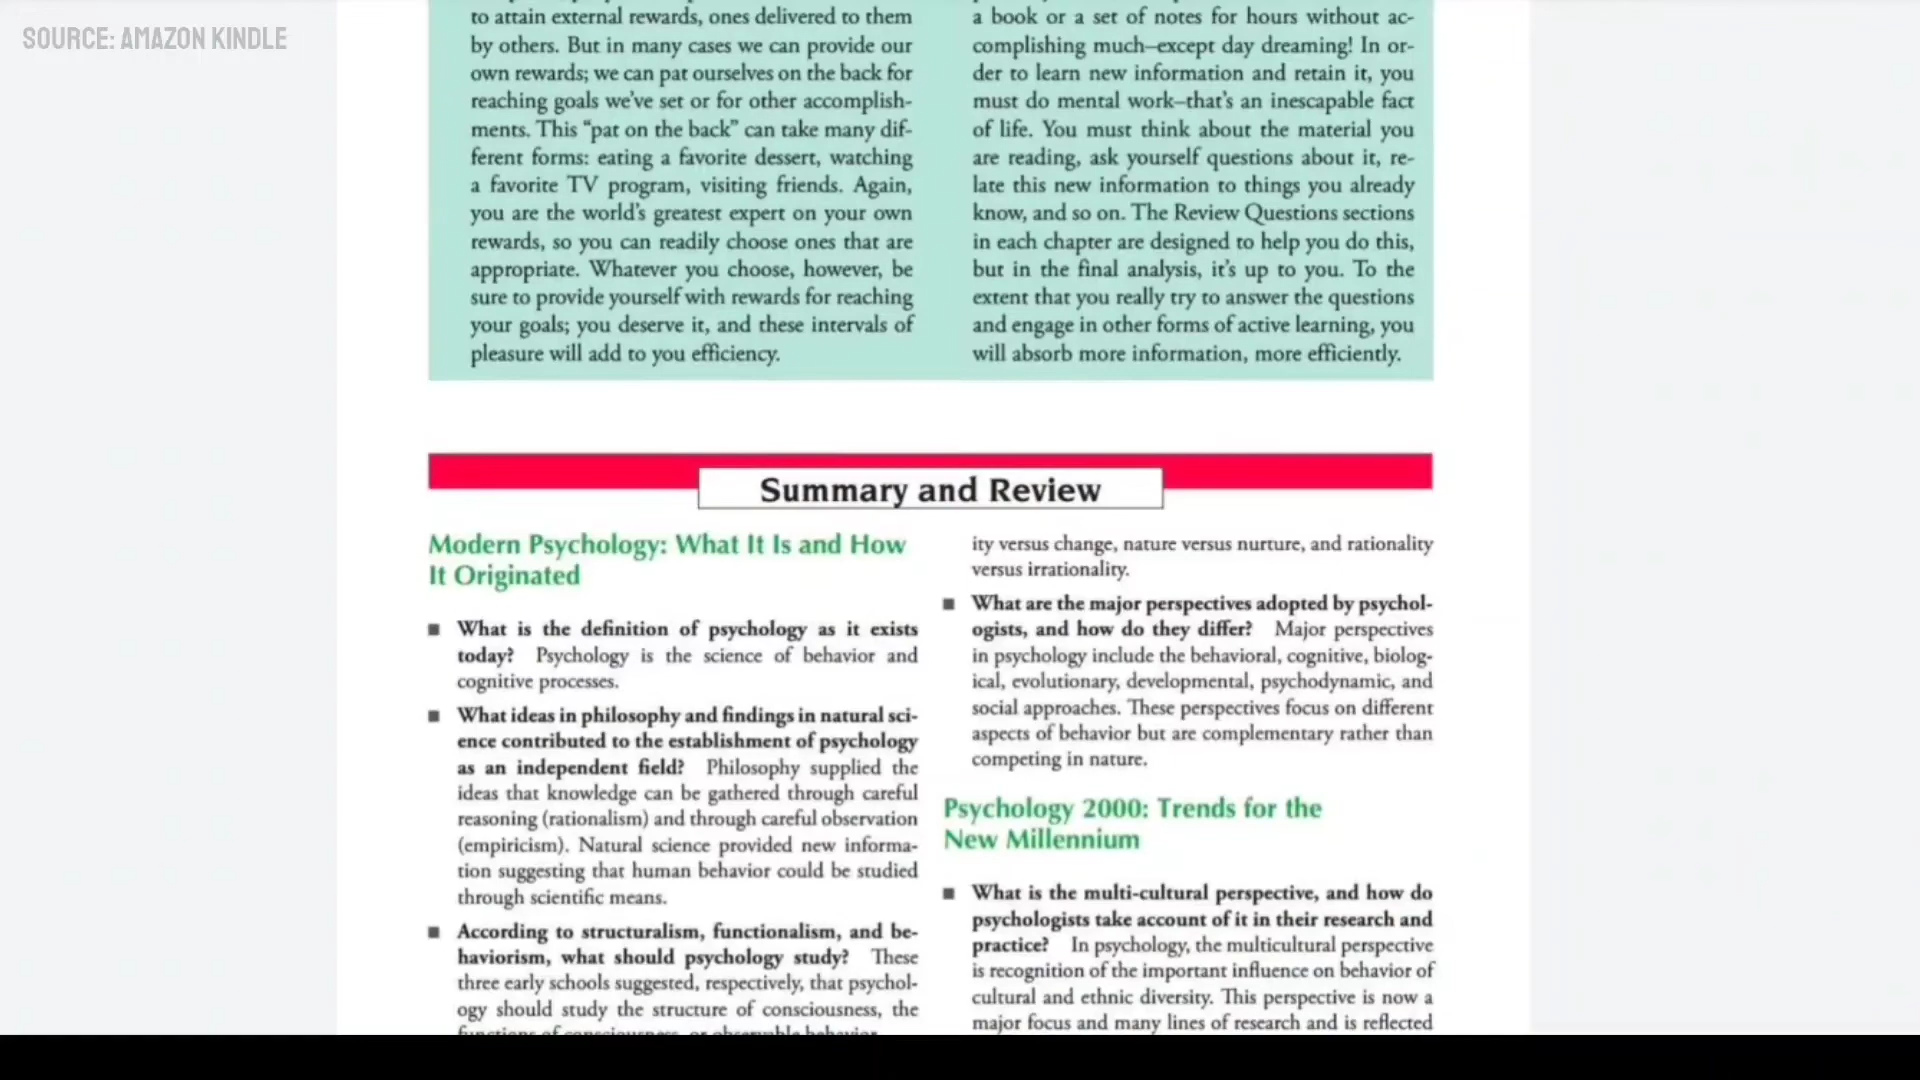 SOURCE: AMAZON KINDLE
to attain external rewards, ones delivered to them
by others. But in many cases we can provide our
own rewards; we can pat ourselves on the back for
reaching goals we've set or for other accomplish-
ments. This "pat on the back" can take many dif-
ferent forms: eating a favorite dessert, watching
a favorite TV program, visiting friends. Again,
you are the world's greatest expert on your own
rewards, so you can readily choose ones that are
appropriate. Whatever you choose, however, be
sure to provide yourself with rewards for reaching
your goals; you deserve it, and these intervals of
pleasure will add to you efficiency.
a book or a set of notes for hours without ac-
complishing much—except day dreaming! In or-
der to learn new information and retain it, you
must do mental work—that's an inescapable fact
of life. You must think about the material you
are reading, ask yourself questions about it, re-
late this new information to things you already
know, and so on. The Review Questions sections
in each chapter are designed to help you do this,
but in the final analysis, it's up to you. To the
extent that you really try to answer the questions
and engage in other forms of active learning, you
will absorb more information, more efficiently.
Summary and Review
Modern Psychology: What It Is and How
It Originated
■ What is the definition of psychology as it exists
today? Psychology is the science of behavior and
cognitive processes.
■ What ideas in philosophy and findings in natural sci-
ence contributed to the establishment of psychology
as an independent field? Philosophy supplied the
ideas that knowledge can be gathered through careful
reasoning (rationalism) and through careful observation
(empiricism). Natural science provided new informa-
tion suggesting that human behavior could be studied
through scientific means.
■ According to structuralism, functionalism, and be-
haviorism, what should psychology study? These
three early schools suggested, respectively, that psychol-
ogy should study the structure of consciousness, the
functions of consciousness, or observable behavior.
ity versus change, nature versus nurture, and rationality
versus irrationality.
■ What are the major perspectives adopted by psychol-
ogists, and how do they differ? Major perspectives
in psychology include the behavioral, cognitive, biolog-
ical, evolutionary, developmental, psychodynamic, and
social approaches. These perspectives focus on different
aspects of behavior but are complementary rather than
competing in nature.
Psychology 2000: Trends for the
New Millennium
■ What is the multi-cultural perspective, and how do
psychologists take account of it in their research and
practice? In psychology, the multicultural perspective
is recognition of the important influence on behavior of
cultural and ethnic diversity. This perspective is now a
major focus and many lines of research and is reflected